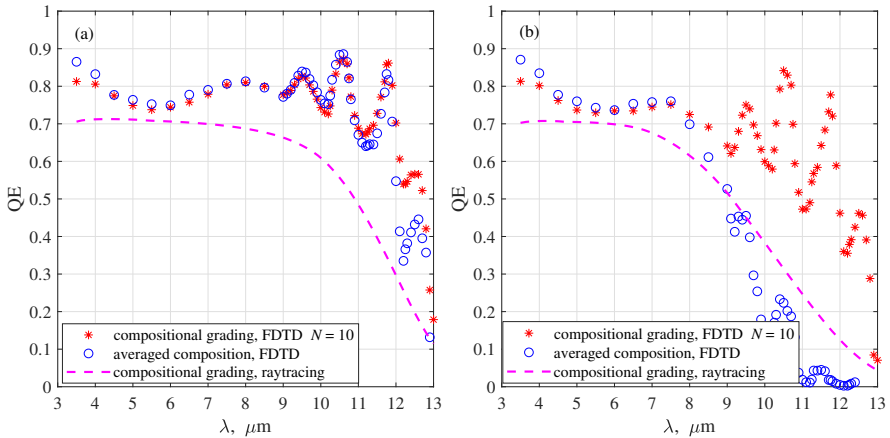 (a)
1
0.9
0.8
0.7
0.6
0.5
0.4
0.3
0.2
0.1
0
QE
compositional grading, FDTD N = 10
averaged composition, FDTD
compositional grading, raytracing
3 4 5 6 7 8 9 10 11 12 13
λ, μm
(b)
1
0.9
0.8
0.7
0.6
0.5
0.4
0.3
0.2
0.1
0
QE
compositional grading, FDTD N = 10
averaged composition, FDTD
compositional grading, raytracing
3 4 5 6 7 8 9 10 11 12 13
λ, μm